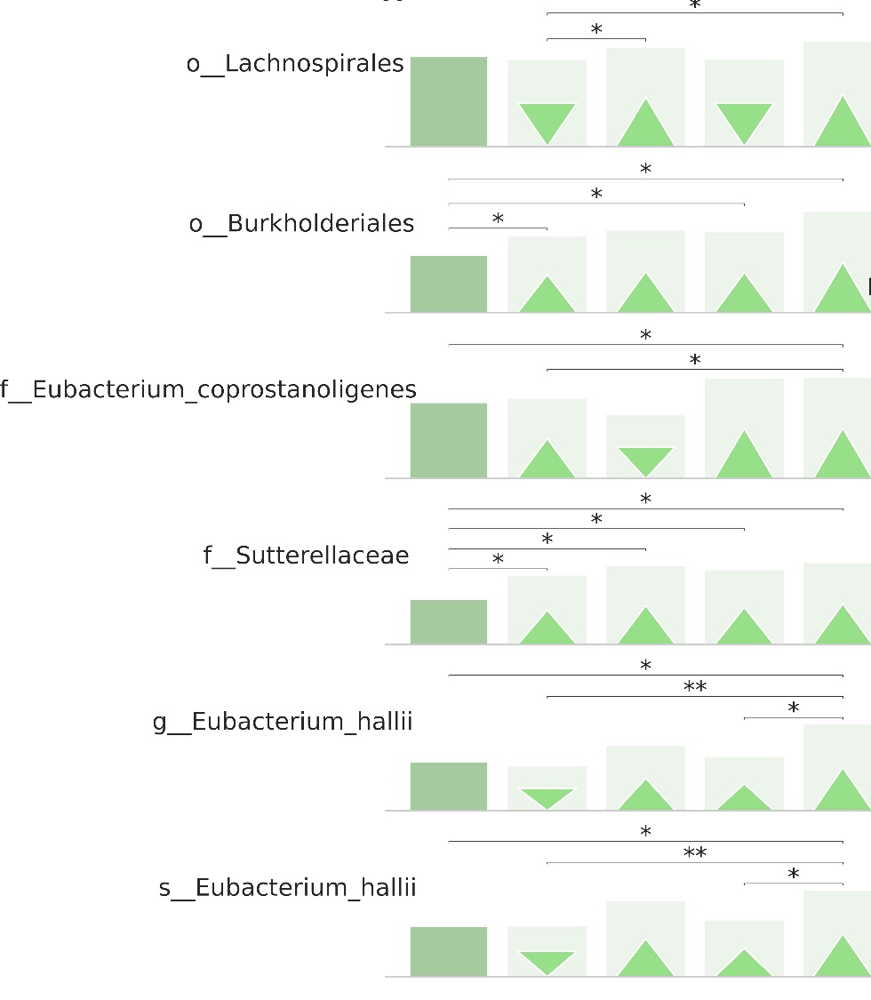 *
*
o__Lachnospirales
*
*
*
o__Burkholderiales
*
*
f__Eubacterium_coprostanoligenes
*
*
*
*
f__Sutterellaceae
*
**
*
g__Eubacterium_hallii
*
**
*
s__Eubacterium_hallii